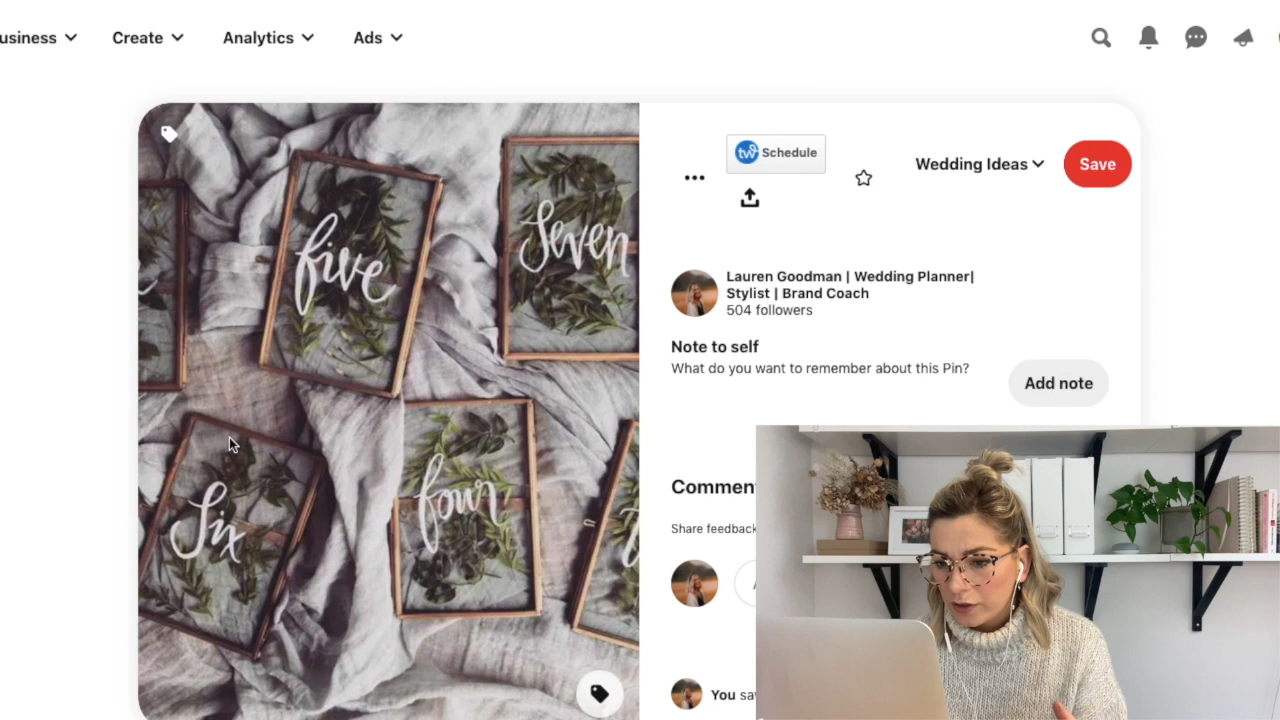 usiness
Create
Analytics
Ads
five
Seven
Six
four
tw Schedule
Wedding Ideas
Save
Lauren Goodman | Wedding Planner|
Stylist | Brand Coach
504 followers
Note to self
What do you want to remember about this Pin?
Add note
Commen
Share feedback
You sav